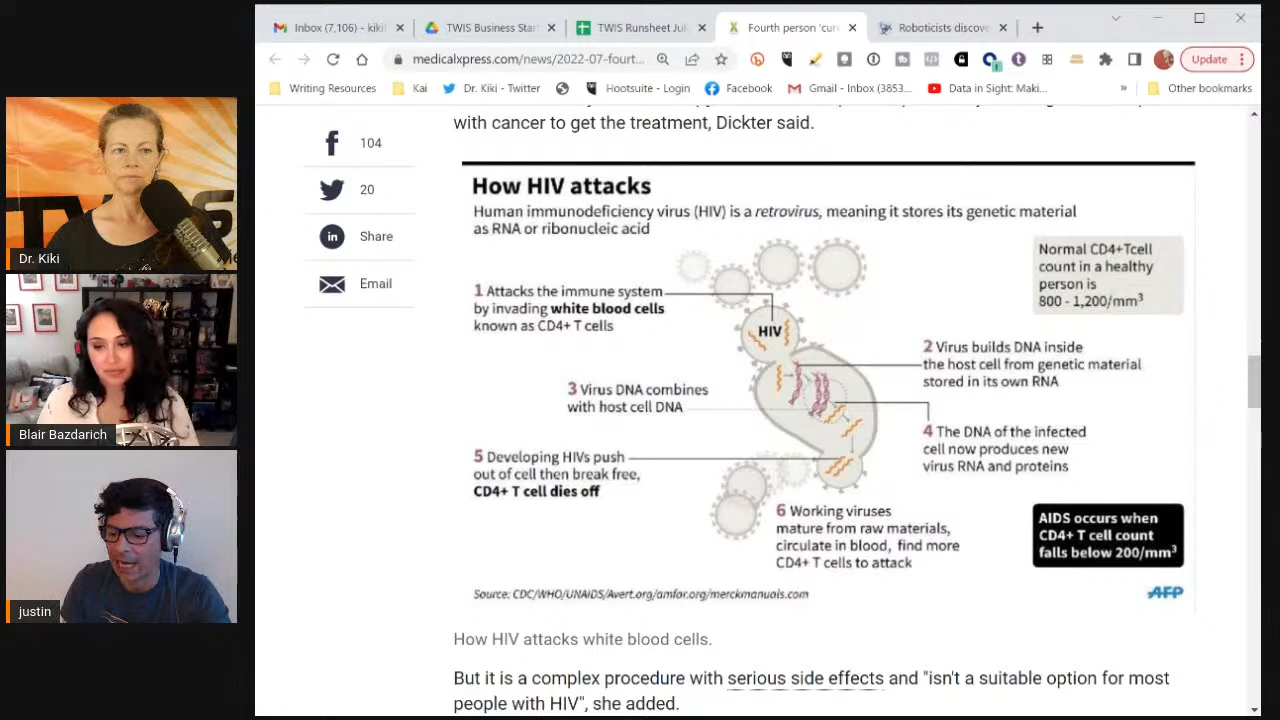 Inbox (7,106) - kiki
TWIS Business Star
TWIS Runsheet Jul
Fourth person 'cur
Roboticists discove
medicalxpress.com/news/2022-07-fourt...
Update
Writing Resources
Kai
Dr. Kiki - Twitter
Hootsuite - Login
Facebook
Gmail - Inbox (3853...
Data in Sight: Maki...
»
Other bookmarks
with cancer to get the treatment, Dickter said.
104
20
Share
Email
How HIV attacks
Human immunodeficiency virus (HIV) is a retrovirus, meaning it stores its genetic material
as RNA or ribonucleic acid
Normal CD4+Tcell
count in a healthy
person is
800 - 1,200/mm³
1 Attacks the immune system
by invading white blood cells
known as CD4+ T cells
HIV
2 Virus builds DNA inside
the host cell from genetic material
stored in its own RNA
3 Virus DNA combines
with host cell DNA
4 The DNA of the infected
cell now produces new
virus RNA and proteins
5 Developing HIVs push
out of cell then break free,
CD4+ T cell dies off
6 Working viruses
mature from raw materials,
circulate in blood, find more
CD4+ T cells to attack
AIDS occurs when
CD4+ T cell count
falls below 200/mm³
Source: CDC/WHO/UNAIDS/Avert.org/amfar.org/merckmanuals.com
AFP
How HIV attacks white blood cells.
But it is a complex procedure with serious side effects and "isn't a suitable option for most
people with HIV", she added.
Dr. Kiki
Blair Bazdarich
justin